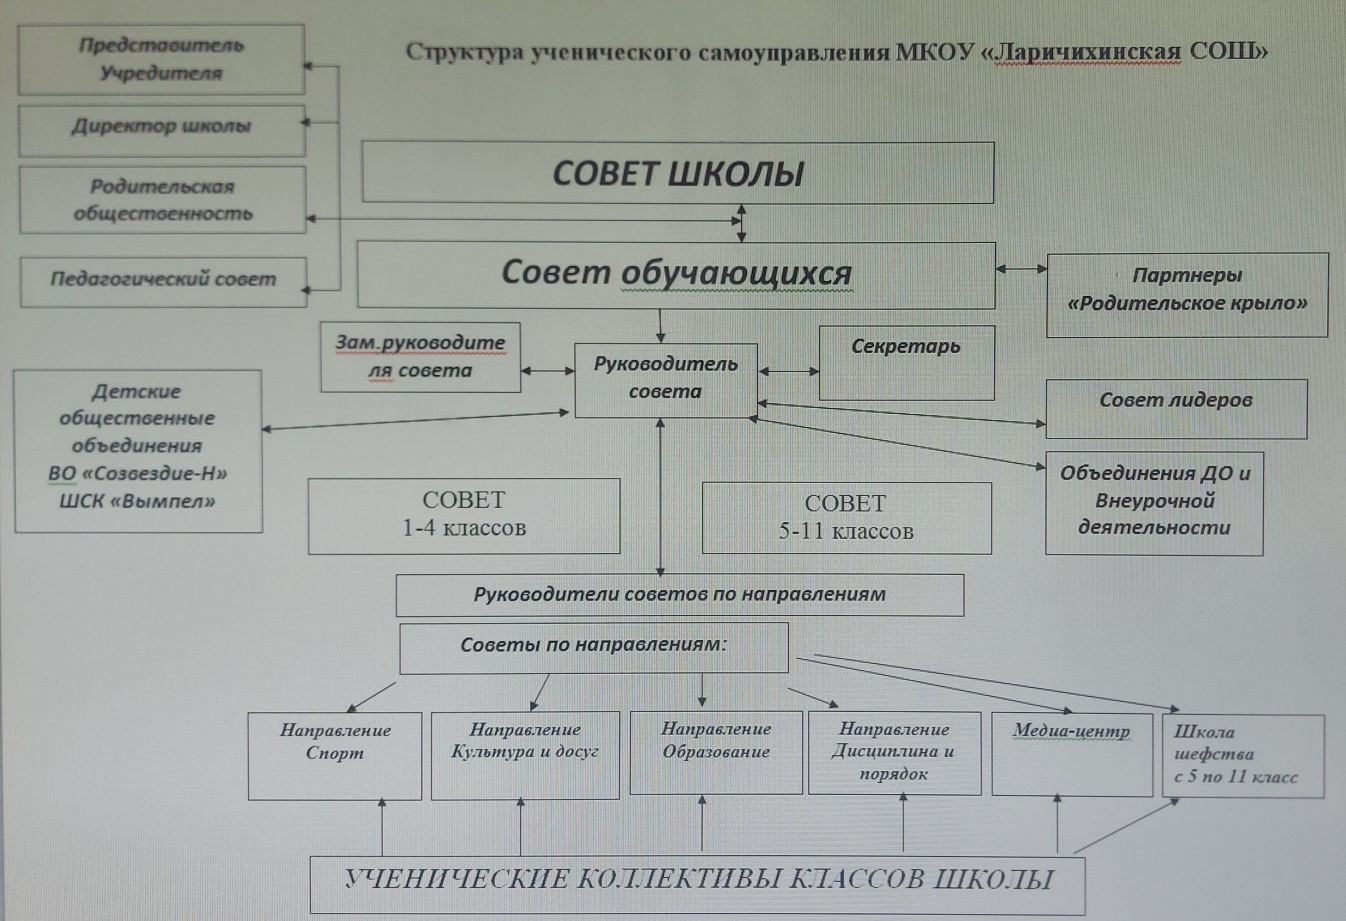 Структура ученического самоуправления МКОУ «Ларичихинская СОШ»
Представитель
Учредителя
Директор школы
Родительская
общественность
Педагогический совет
СОВЕТ ШКОЛЫ
Совет обучающихся
Партнеры
«Родительское крыло»
Зам.руководите
ля совета
Руководитель
совета
Секретарь
Детские
общественные
объединения
ВО «Созвездие-Н»
ШСК «Вымпел»
Совет лидеров
Объединения ДО и
Внеурочной
деятельности
СОВЕТ
1-4 классов
СОВЕТ
5-11 классов
Руководители советов по направлениям
Советы по направлениям:
Направление
Спорт
Направление
Культура и досуг
Направление
Образование
Направление
Дисциплина и
порядок
Медиа-центр
Школа
шефства
с 5 по 11 класс
УЧЕНИЧЕСКИЕ КОЛЛЕКТИВЫ КЛАССОВ ШКОЛЫ